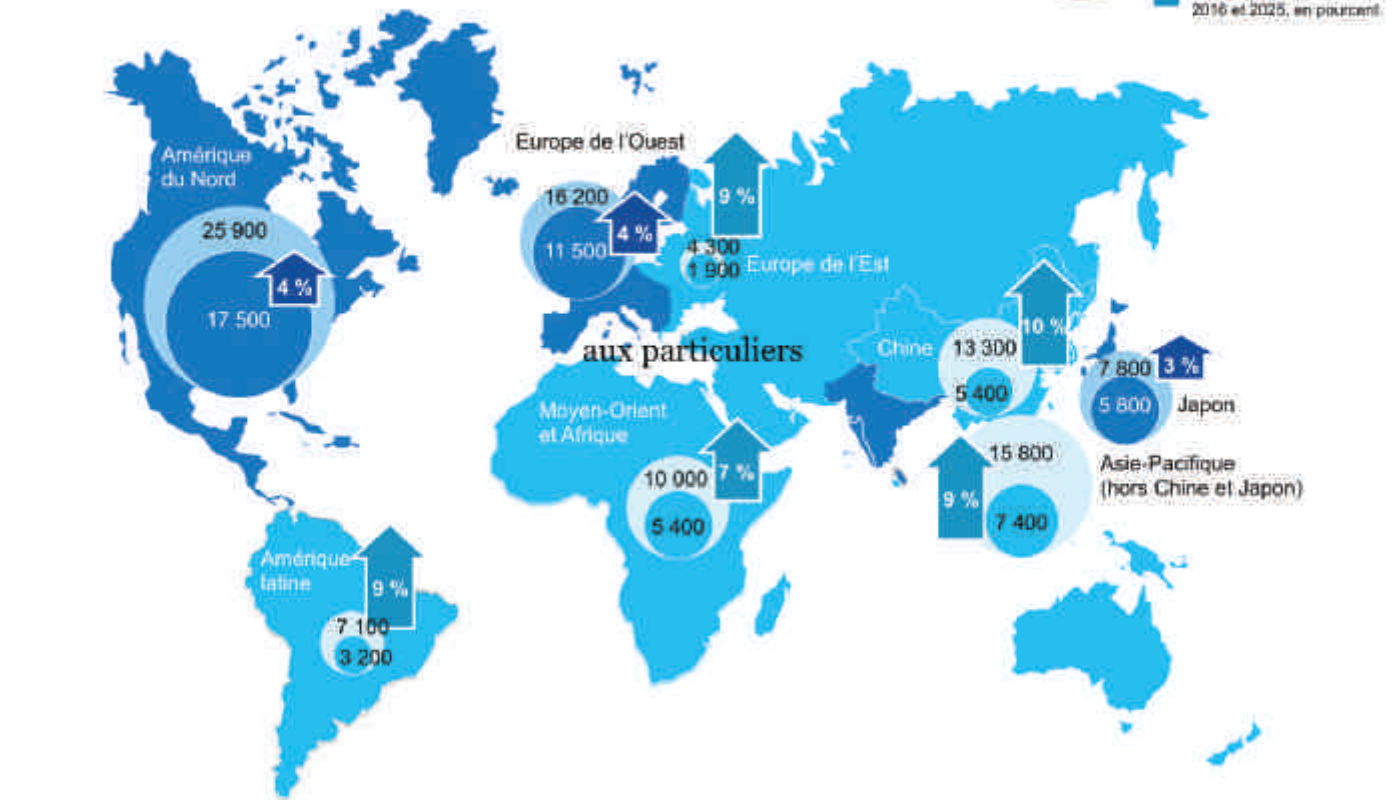 2016 et 2025, en pourcent
Europe de l'Ouest
Amérique
du Nord
16 200
9 %
25 900
4 %
11 500
4 300
1 900
Europe de l'Est
4 %
17 500
10 %
Chine
13 300
aux particuliers
7 800
3 %
5 400
5 800
Japon
Moyen-Orient
et Afrique
15 800
Asie-Pacifique
(hors Chine et Japon)
10 000
7 %
9 %
7 400
5 400
Amérique
latine
9 %
7 100
3 200